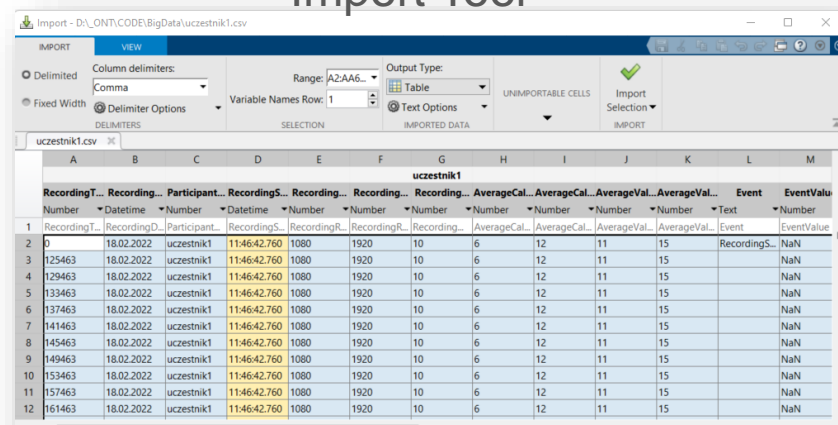 Import Tool
Import - D:\_ONT\CODE\BigData\uczestnik1.csv
IMPORT VIEW
Delimited Column delimiters: Range: A2:AA6... Output Type:
Comma Table
Fixed Width Delimiter Options Variable Names Row: 1 Text Options UNIMPORTABLE CELLS Import Selection
DELIMITERS SELECTION IMPORTED DATA IMPORT
uczestnik1.csv
A B C D E F G H I J K L M
uczestnik1
RecordingT... Recording... Participant... RecordingS... Recording... Recording... Recording... AverageCal... AverageCal... AverageVal... AverageVal... Event EventValue
Number Datetime Number Datetime Number Number Number Number Number Number Number Text Number
1 RecordingT... RecordingD... Participant... RecordingS... RecordingR... RecordingR... Recording... AverageCal... AverageCal... AverageVal... AverageVal... Event EventValue
2 0 18.02.2022 uczestnik1 11:46:42.760 1080 1920 10 6 12 11 15 RecordingS... NaN
3 125463 18.02.2022 uczestnik1 11:46:42.760 1080 1920 10 6 12 11 15 NaN
4 129463 18.02.2022 uczestnik1 11:46:42.760 1080 1920 10 6 12 11 15 NaN
5 133463 18.02.2022 uczestnik1 11:46:42.760 1080 1920 10 6 12 11 15 NaN
6 137463 18.02.2022 uczestnik1 11:46:42.760 1080 1920 10 6 12 11 15 NaN
7 141463 18.02.2022 uczestnik1 11:46:42.760 1080 1920 10 6 12 11 15 NaN
8 145463 18.02.2022 uczestnik1 11:46:42.760 1080 1920 10 6 12 11 15 NaN
9 149463 18.02.2022 uczestnik1 11:46:42.760 1080 1920 10 6 12 11 15 NaN
10 153463 18.02.2022 uczestnik1 11:46:42.760 1080 1920 10 6 12 11 15 NaN
11 157463 18.02.2022 uczestnik1 11:46:42.760 1080 1920 10 6 12 11 15 NaN
12 161463 18.02.2022 uczestnik1 11:46:42.760 1080 1920 10 6 12 11 15 NaN